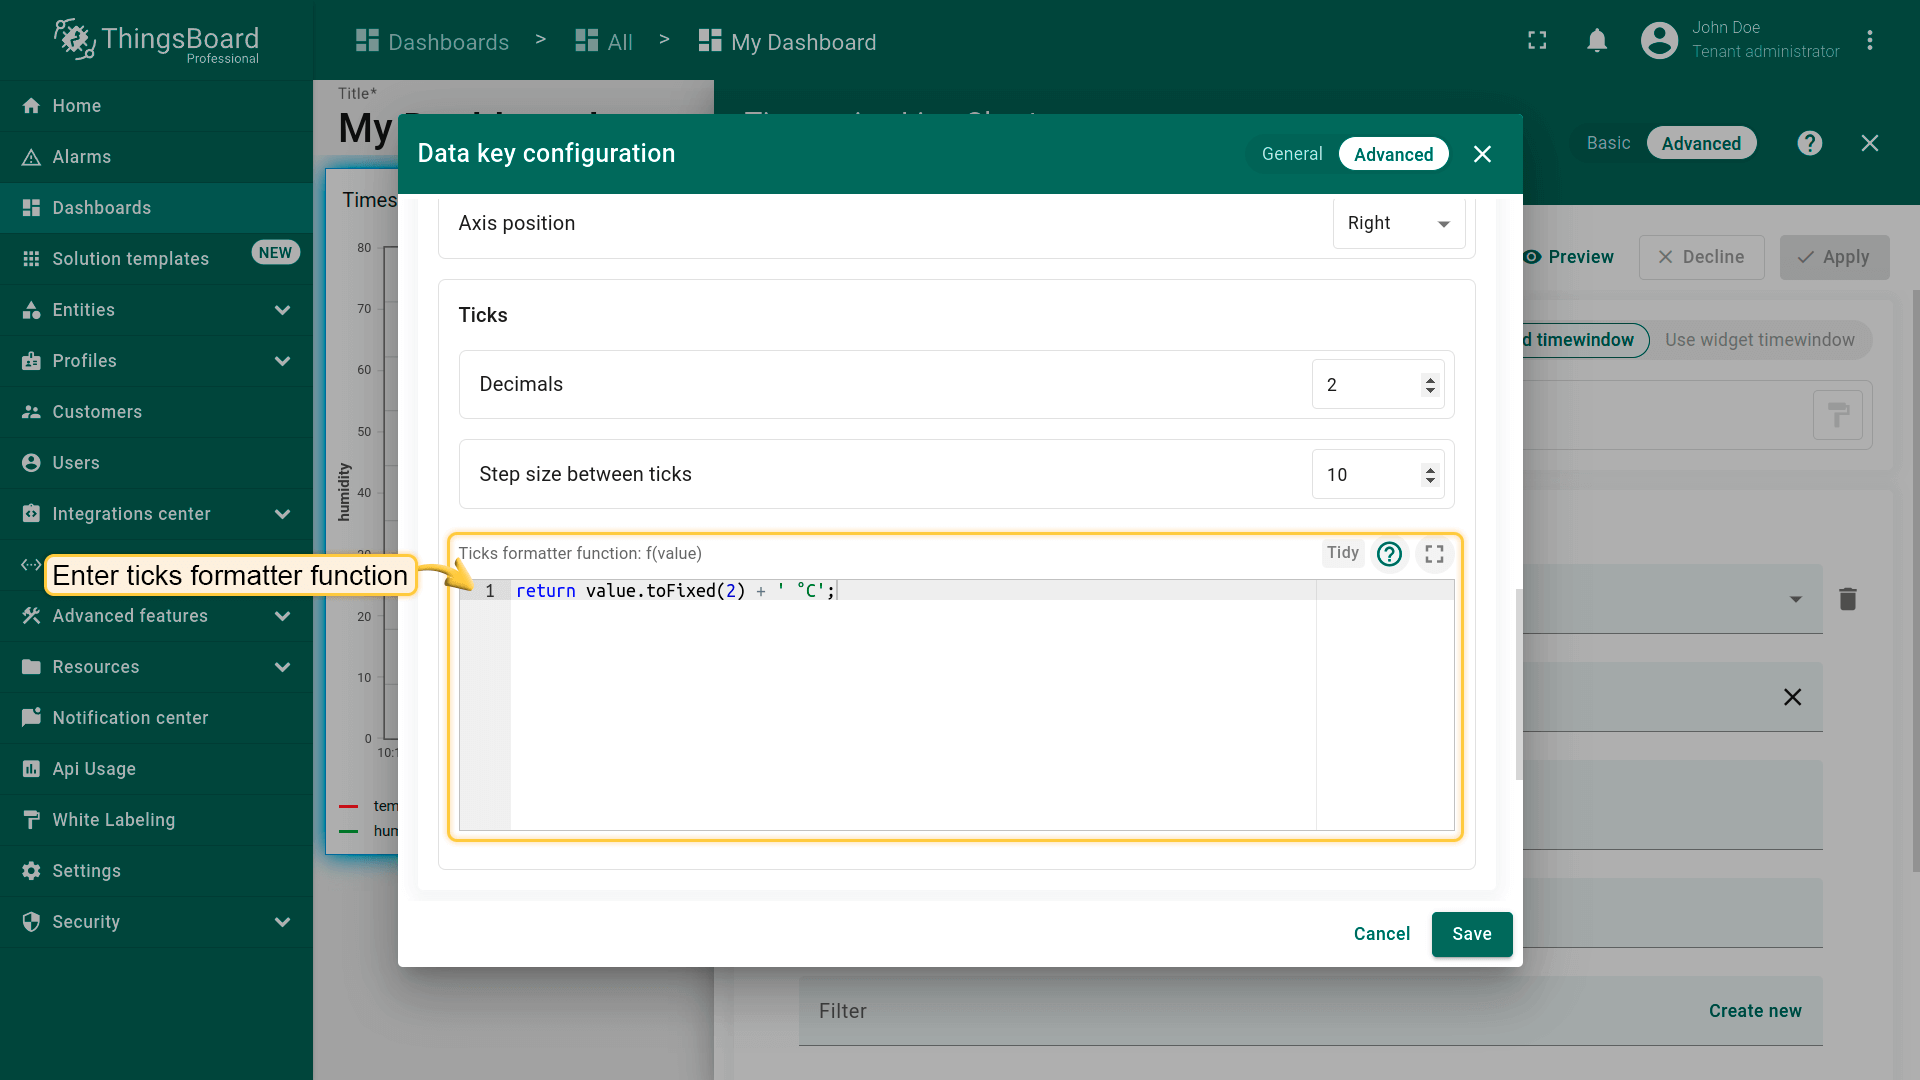 ThingsBoard
Professional
Dashboards > All > My Dashboard
John Doe
Tenant administrator
Home
Alarms
Dashboards
Solution templates NEW
Entities
Profiles
Customers
Users
Integrations center
Advanced features
Resources
Notification center
Api Usage
White Labeling
Settings
Security
Title*
My
Times
80
70
60
50
40
20
10
0
10:1
humidity
tem
hum
Basic
Advanced
Preview
Decline
Apply
d timewindow
Use widget timewindow
Data key configuration
General
Advanced
Axis position
Right
Ticks
Decimals
2
Step size between ticks
10
Ticks formatter function: f(value)
Tidy
Enter ticks formatter function
1 return value.toFixed(2) + ' °C';
Cancel
Save
Filter
Create new